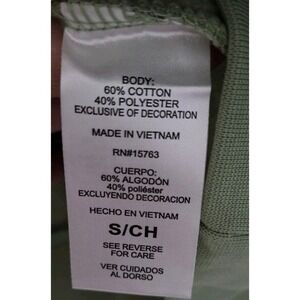 BODY:
60% COTTON
40% POLYESTER
EXCLUSIVE OF DECORATION
MADE IN VIETNAM
RN#15763
CUERPO:
60% ALGODÓN
40% poliéster
EXCLUYENDO DECORACION
HECHO EN VIETNAM
S/CH
SEE REVERSE
FOR CARE
VER CUIDADOS
AL DORSO